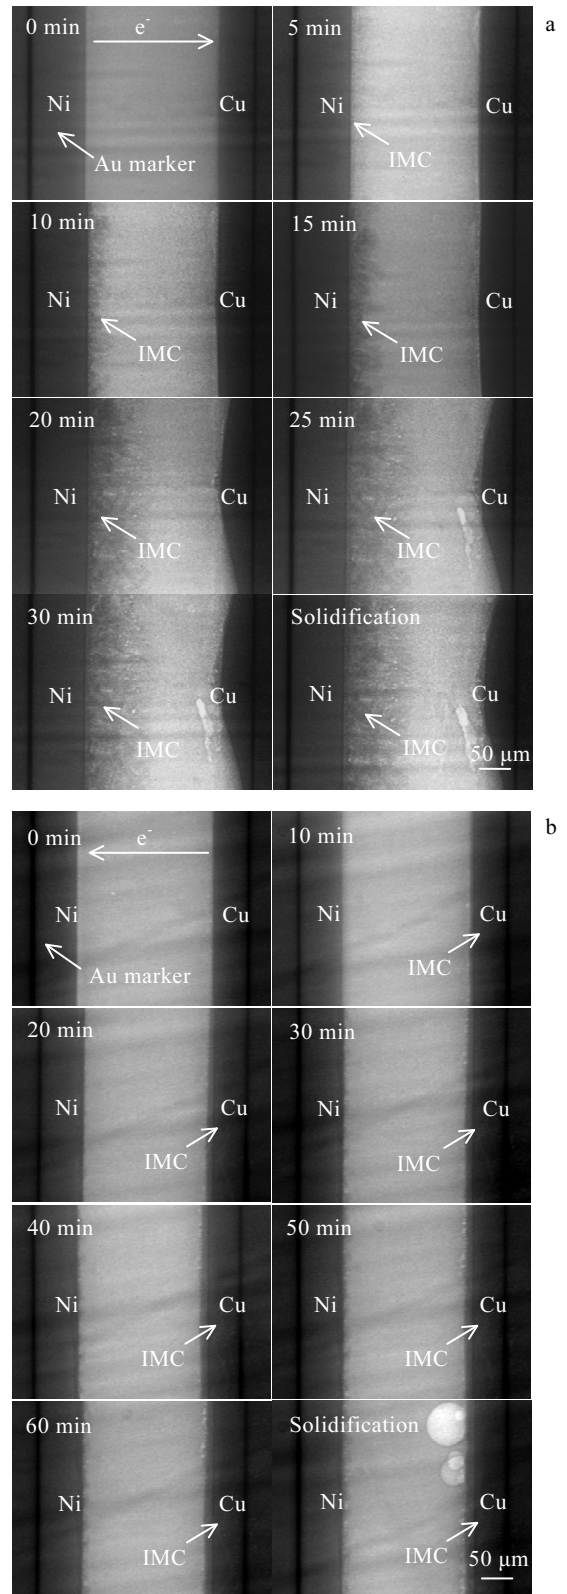 a
0 min
e-
Ni
Cu
Au marker
5 min
Ni
Cu
IMC
10 min
Ni
Cu
IMC
15 min
Ni
Cu
IMC
20 min
Ni
Cu
IMC
25 min
Ni
Cu
IMC
30 min
Ni
Cu
IMC
Solidification
Ni
Cu
IMC
50 μm
b
0 min
e-
Ni
Cu
Au marker
10 min
Ni
Cu
IMC
20 min
Ni
Cu
IMC
30 min
Ni
Cu
IMC
40 min
Ni
Cu
IMC
50 min
Ni
Cu
IMC
60 min
Ni
Cu
IMC
Solidification
Ni
Cu
IMC
50 μm